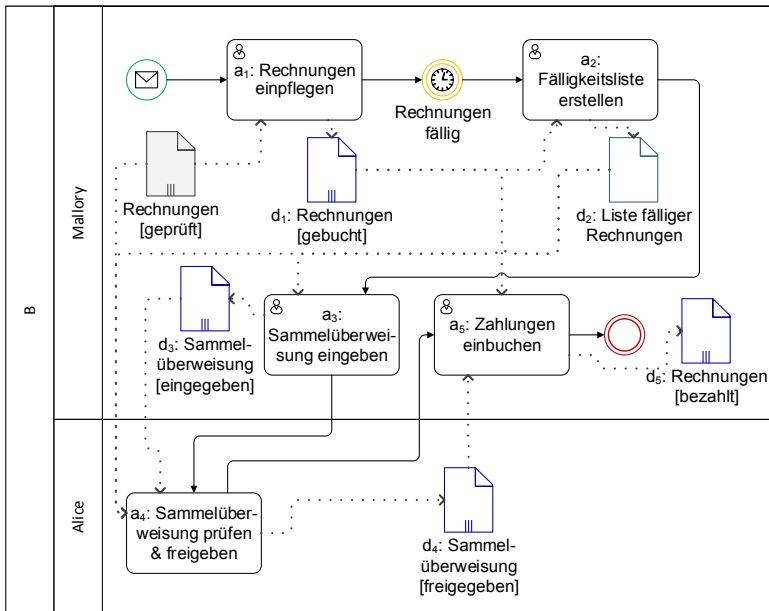 B
Mallory
Alice
a₁: Rechnungen
einpflegen
Rechnungen
fällig
a₂:
Fälligkeitsliste
erstellen
Rechnungen
[geprüft]
d₁: Rechnungen
[gebucht]
d₂: Liste fälliger
Rechnungen
d₃: Sammel-
überweisung
[eingegeben]
a₃:
Sammelüberwei-
sung eingeben
a₅: Zahlungen
einbuchen
d₅: Rechnungen
[bezahlt]
a₄: Sammelüber-
weisung prüfen
& freigeben
d₄: Sammel-
überweisung
[freigegeben]